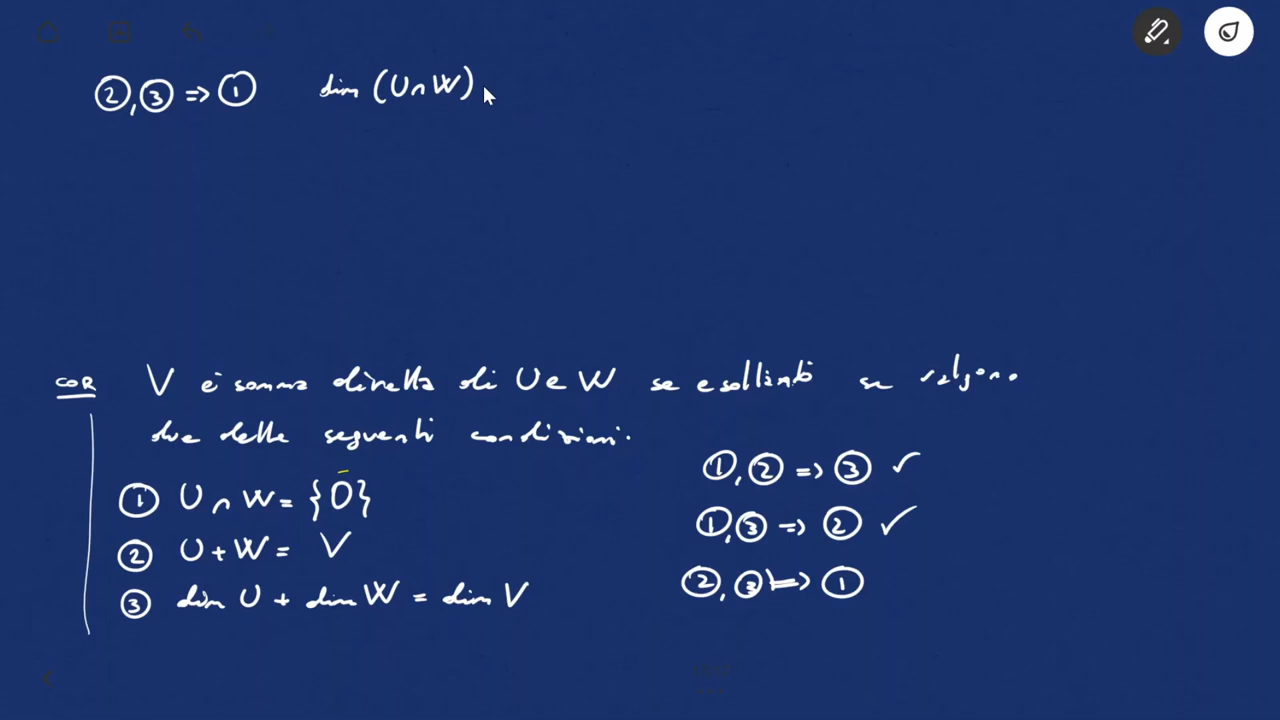 ②, ③ => ① dim (U ∩ W)
COR V è somma diretta di U e W se e soltanto se valgono
due delle seguenti condizioni.
① U ∩ W = {0}
② U + W = V
③ dim U + dim W = dim V
①, ② => ③ ✓
①, ③ => ② ✓
②, ③ => ①